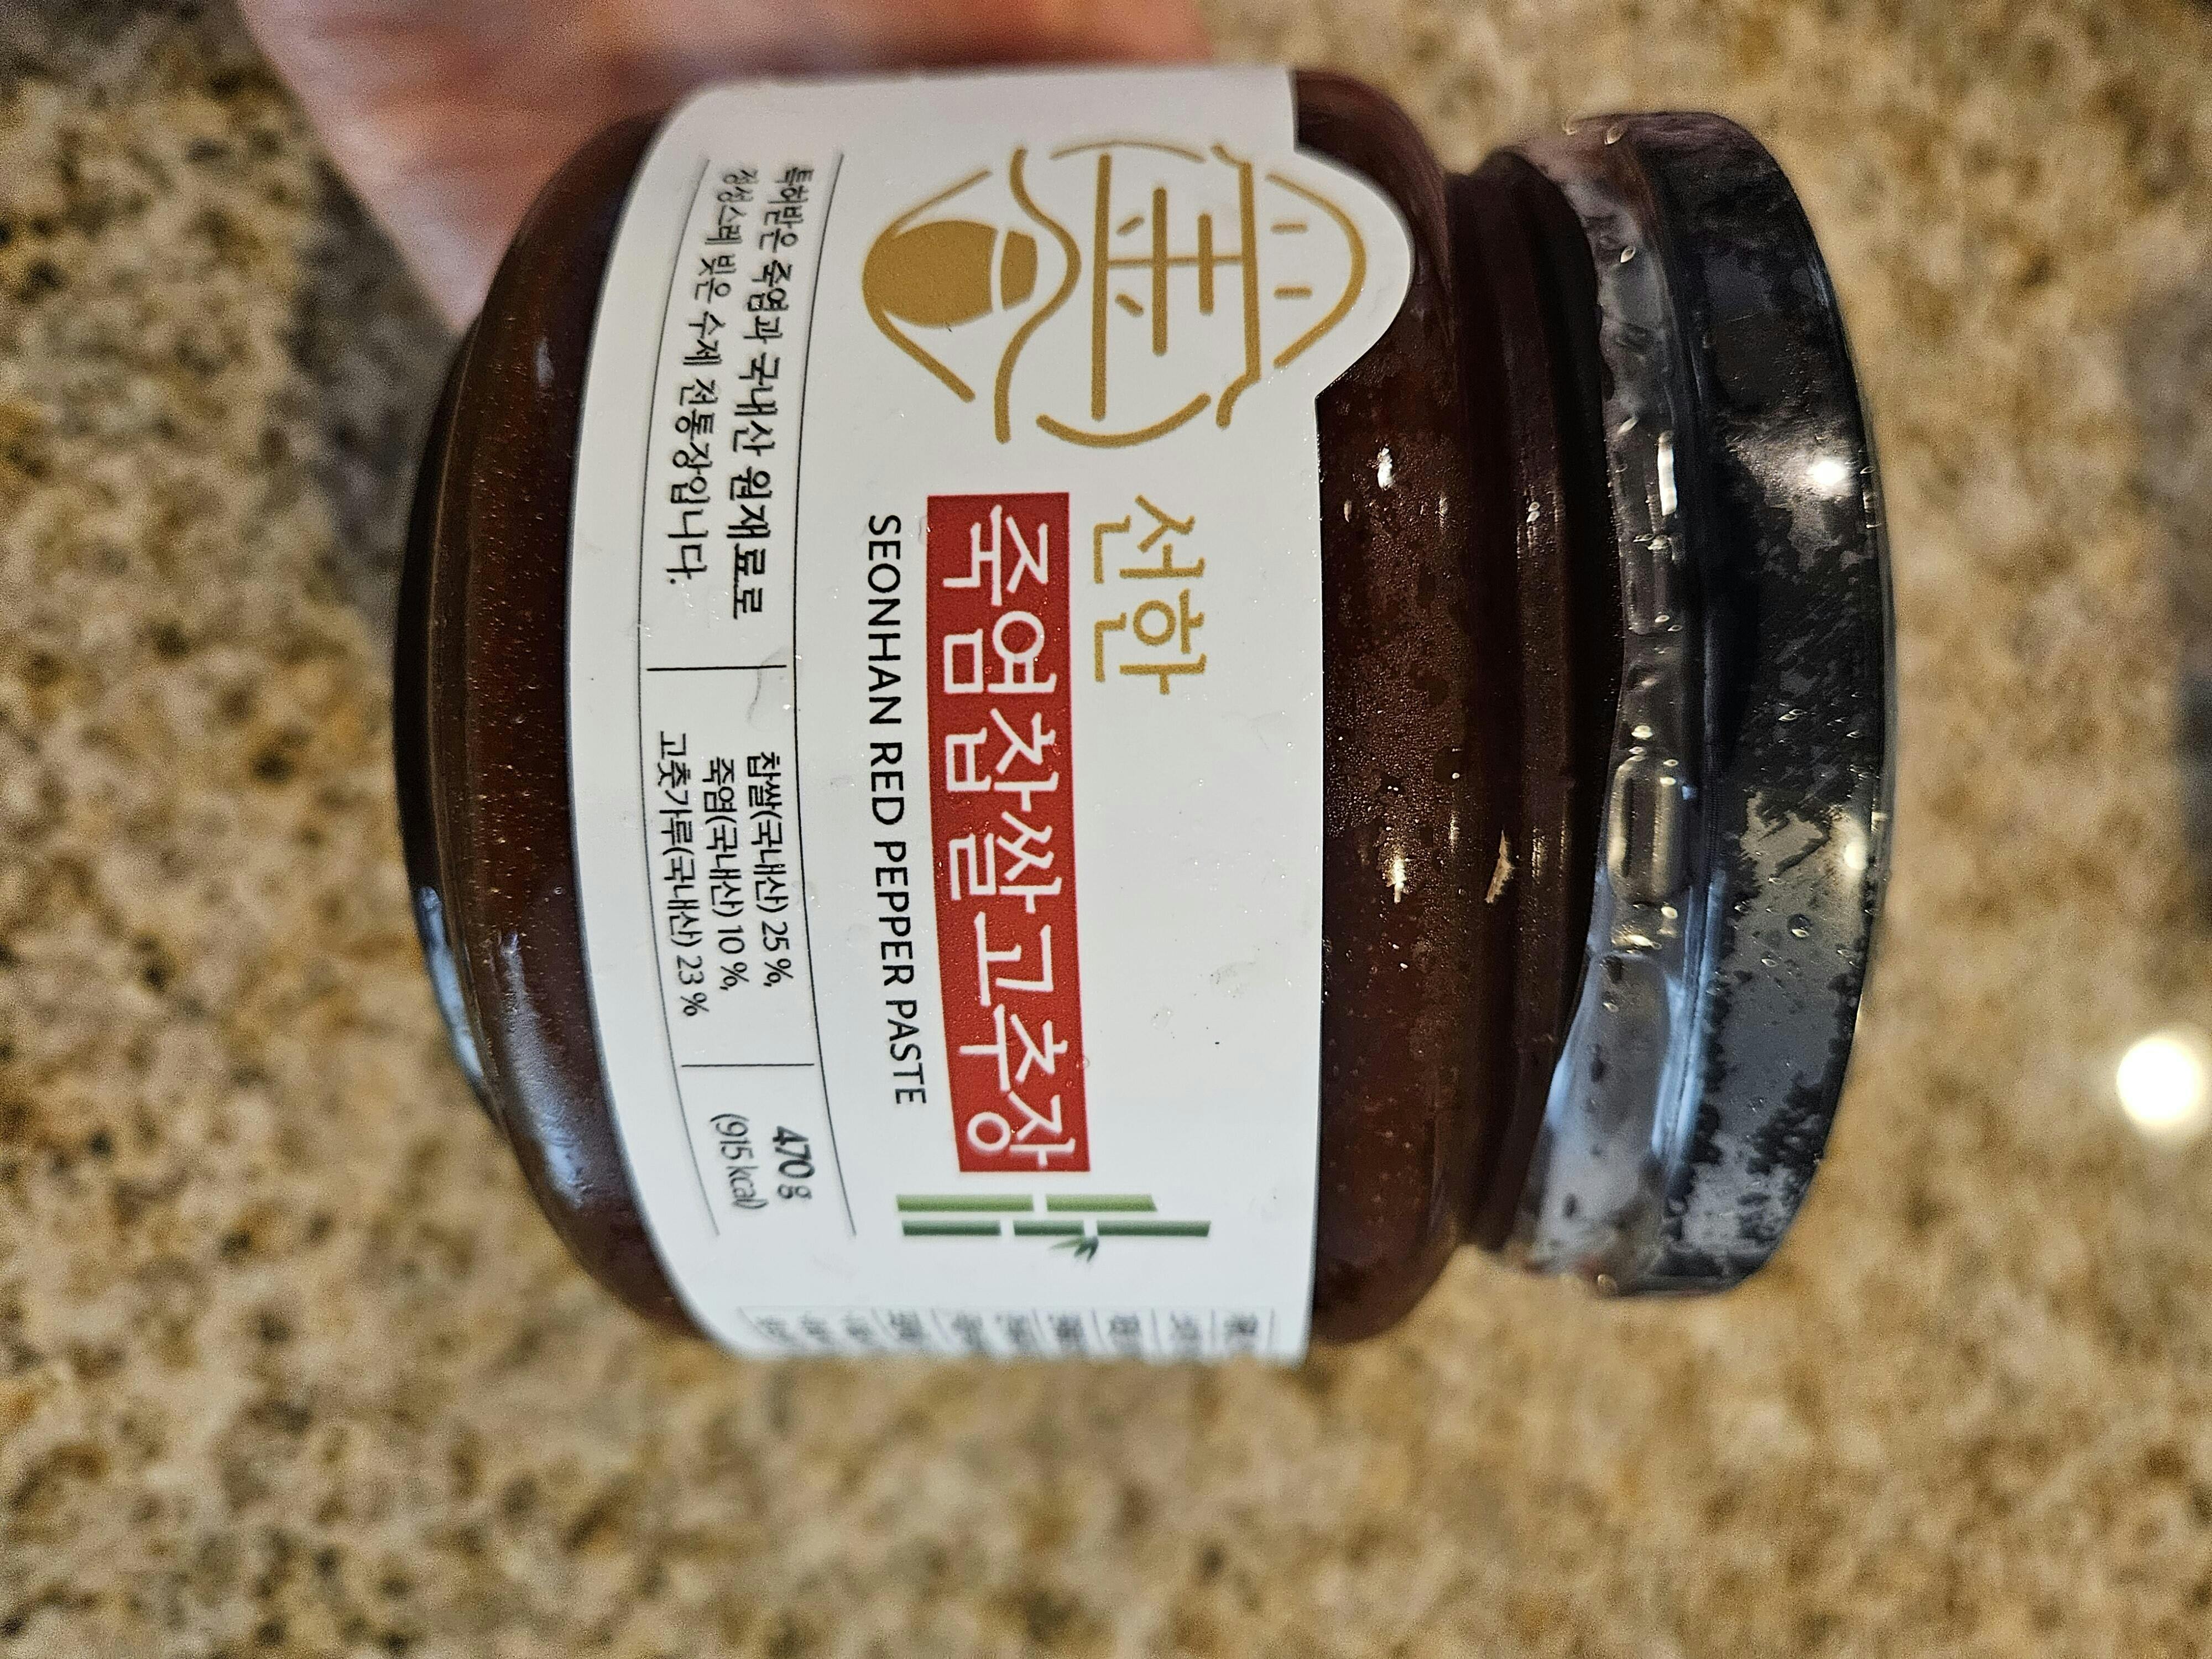 선한
죽염찹쌀고추장
SEONHAN RED PEPPER PASTE
특허받은 죽염과 국내산 원재료로
정성스레 빚은 수제 전통장입니다.
찹쌀(국내산) 25 %,
죽염(국내산) 10 %,
고춧가루(국내산) 23 %
470 g
(915 kcal)